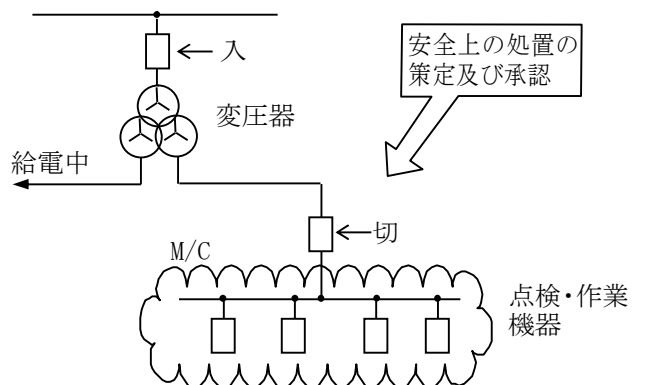 入
安全上の処置の
策定及び承認
変圧器
給電中
切
M/C
点検・作業
機器